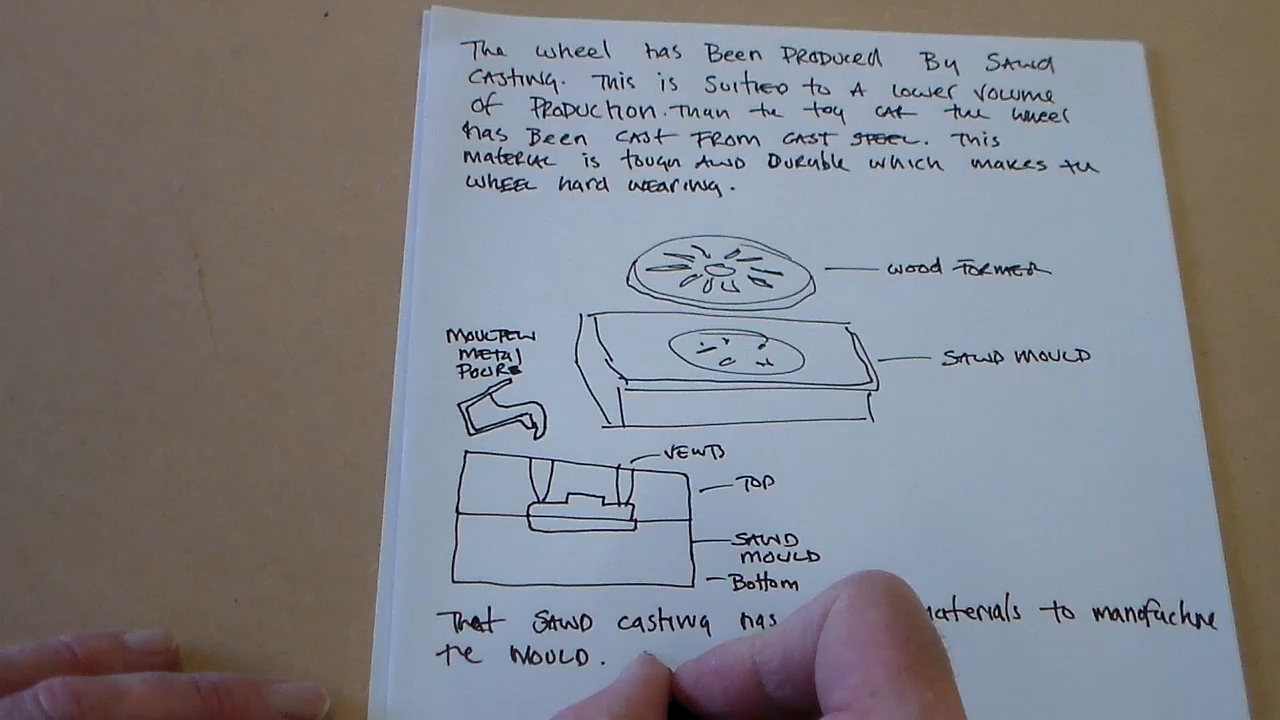 The wheel has Been PRODUCED By SAND
CASTING. This is Suited to A lower volume
of PRODUCTION. Than the toy car the wheel
has Been CAST FROM CAST STEEL. This
MATERIAL is tough AND DURABLE which makes the
WHEEL hard wearing.
WOOD FORMER
MOULTEN
METAL
POURS
SAND MOULD
VENTS
TOP
SAND
MOULD
Bottom
That SAND casting has materials to manufacture
the MOULD.